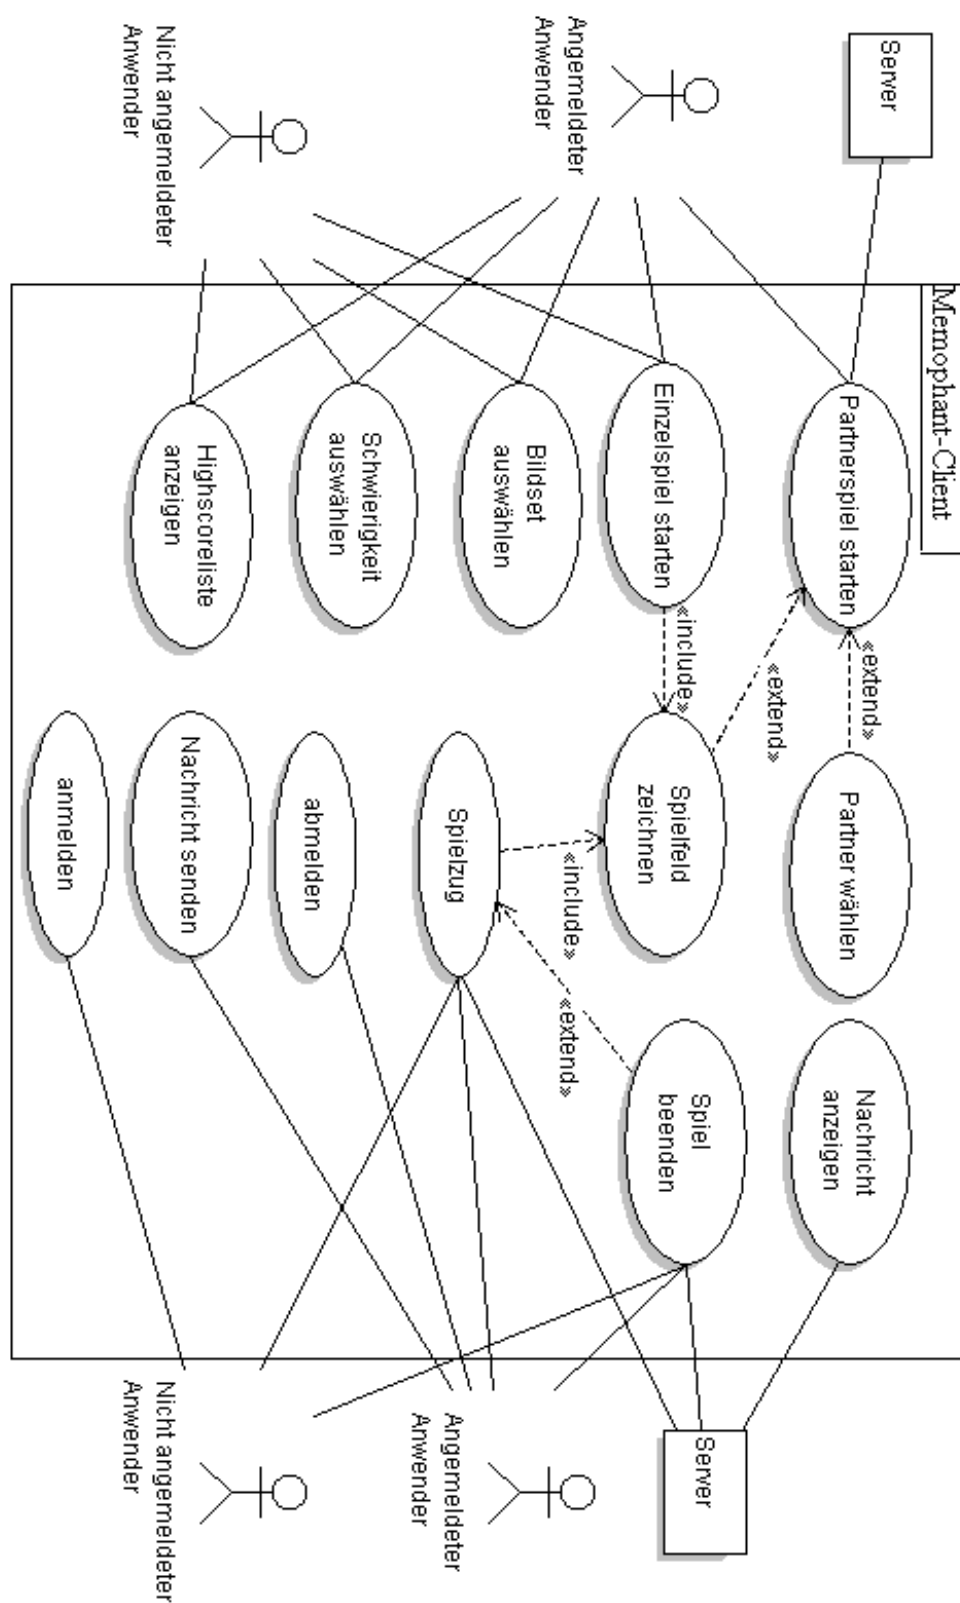 Memophant-Client
Server
Partnerspiel starten
«extend»
Partner wählen
Nachricht
anzeigen
Angemeldeter
Anwender
Einzelspiel starten
«include»
«extend»
Spielfeld
zeichnen
Spiel
beenden
Server
Bildset
auswählen
«include»
«extend»
Spielzug
Angemeldeter
Anwender
Schwierigkeit
auswählen
abmelden
Nicht angemeldeter
Anwender
Highscoreliste
anzeigen
Nachricht senden
Nicht angemeldeter
Anwender
anmelden